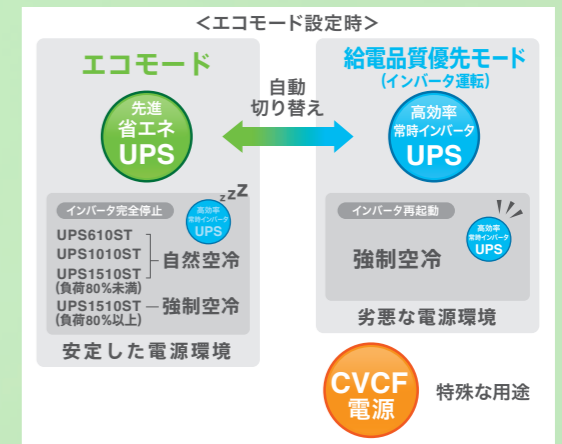 <エコモード設定時>
エコモード
先進
省エネ
UPS
自動
切り替え
給電品質優先モード
(インバータ運転)
高効率
常時インバータ
UPS
インバータ完全停止
高効率
常時インバータ
UPS
zzZ
UPS610ST
UPS1010ST
UPS1510ST
(負荷80%未満)
自然空冷
UPS1510ST
(負荷80%以上)
強制空冷
安定した電源環境
インバータ再起動
高効率
常時インバータ
UPS
強制空冷
劣悪な電源環境
CVCF
電源
特殊な用途